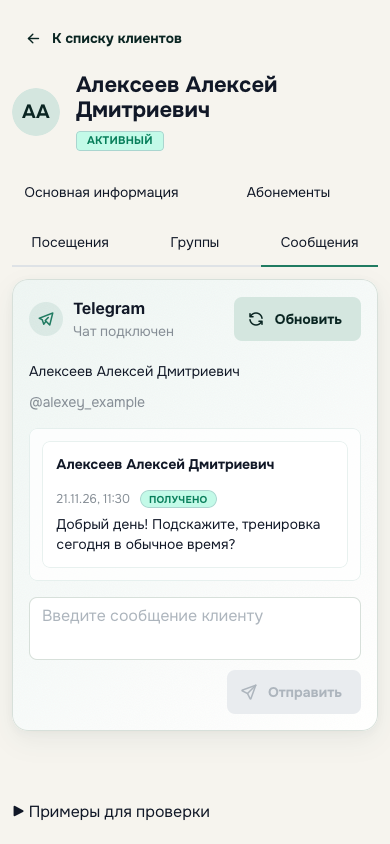 К списку клиентов
АА
Алексеев Алексей
Дмитриевич
АКТИВНЫЙ
Основная информация
Абонементы
Посещения
Группы
Сообщения
Telegram
Чат подключен
Обновить
Алексеев Алексей Дмитриевич
@alexey_example
Алексеев Алексей Дмитриевич
21.11.26, 11:30 ПОЛУЧЕНО
Добрый день! Подскажите, тренировка
сегодня в обычное время?
Введите сообщение клиенту
Отправить
Примеры для проверки